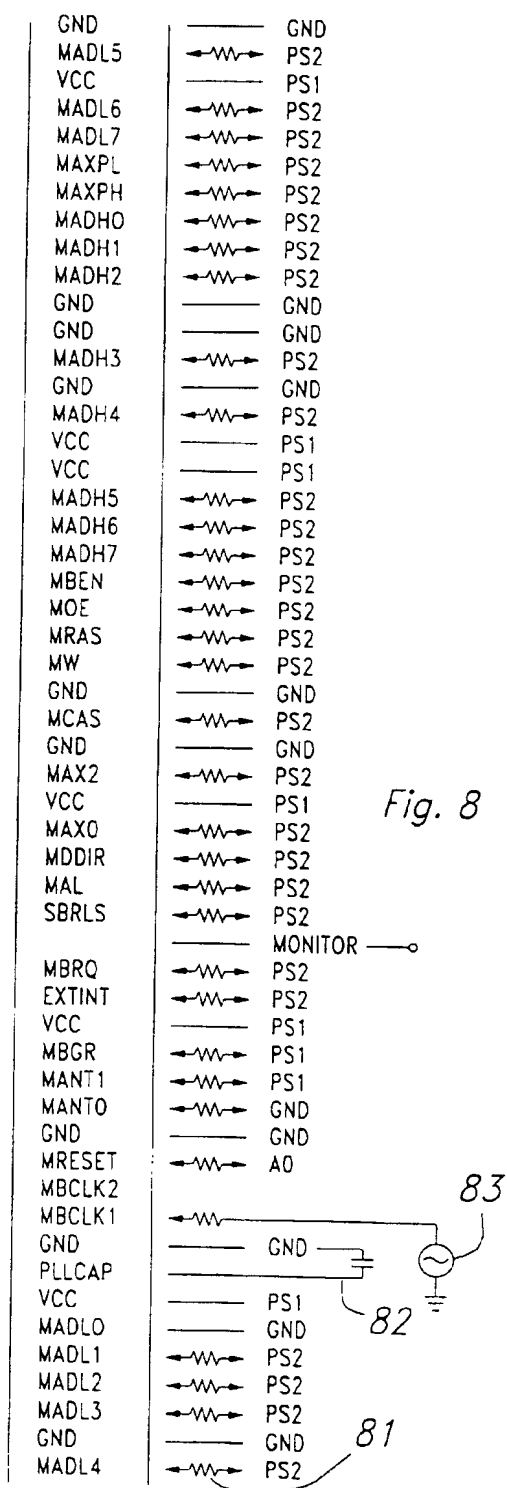 GND GND
MADL5 PS2
VCC PS1
MADL6 PS2
MADL7 PS2
MAXPL PS2
MAXPH PS2
MADH0 PS2
MADH1 PS2
MADH2 PS2
GND GND
GND GND
MADH3 PS2
GND GND
MADH4 PS2
VCC PS1
VCC PS1
MADH5 PS2
MADH6 PS2
MADH7 PS2
MBEN PS2
MOE PS2
MRAS PS2
MW PS2
GND GND
MCAS PS2
GND GND
MAX2 PS2
VCC PS1
Fig. 8
MAX0 PS2
MDDIR PS2
MAL PS2
SBRLS PS2
MONITOR
MBRQ PS2
EXTINT PS2
VCC PS1
MBGR PS1
MANT1 PS1
MANT0 GND
GND GND
MRESET A0
MBCLK2
83
MBCLK1
GND GND
PLLCAP
82
VCC PS1
MADL0 GND
MADL1 PS2
MADL2 PS2
MADL3 PS2
GND GND
81
MADL4 PS2